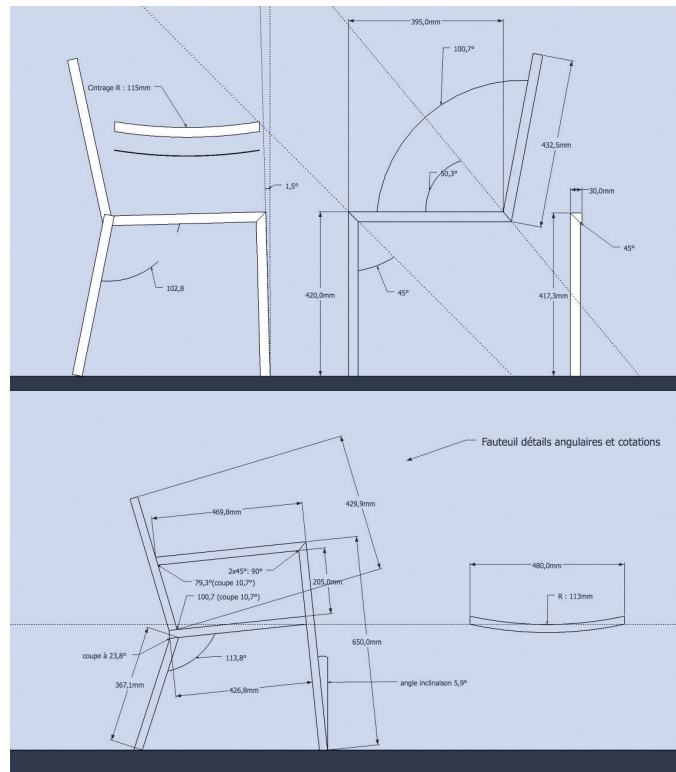 395,0mm
100,7°
Cintrage R : 115mm
432,5mm
50,3°
1,5°
30,0mm
45°
102,8
420,0mm
45°
417,3mm
Fauteuil détails angulaires et cotations
469,8mm
429,9mm
480,0mm
2x45°: 90°
79,3°(coupe 10,7°)
205,0mm
100,7 (coupe 10,7°)
R : 113mm
650,0mm
coupe à 23,8°
113,8°
367,1mm
426,8mm
angle inclinaison 5,9°